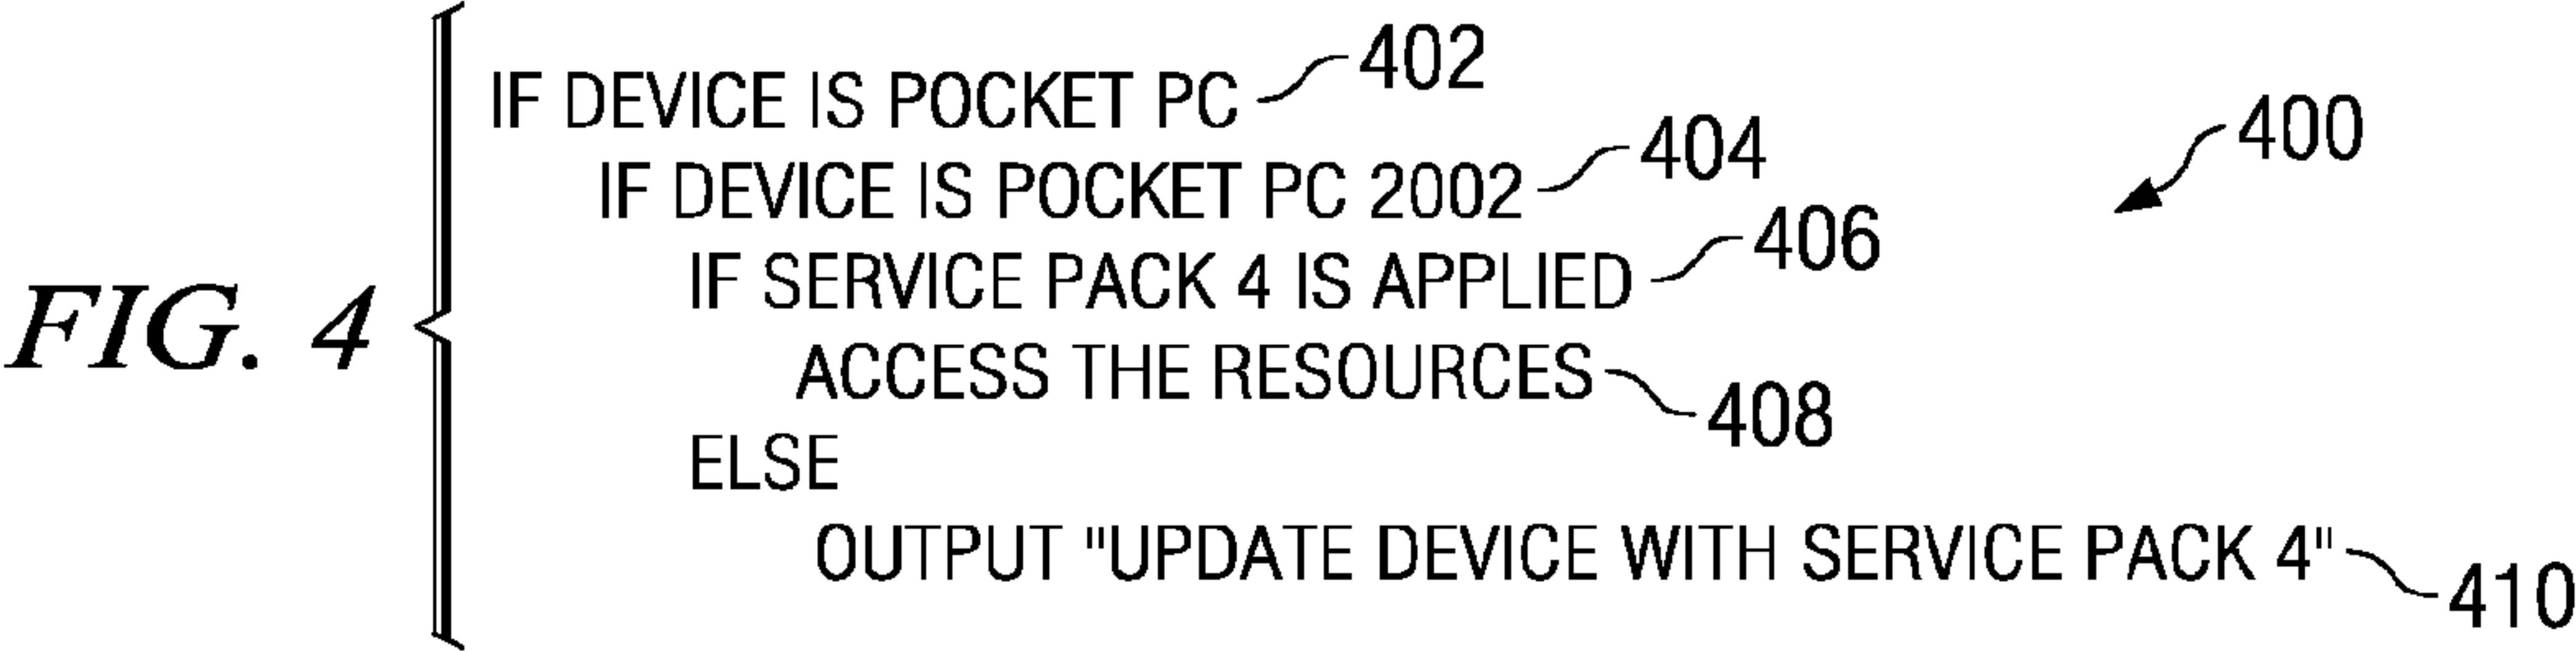 IF DEVICE IS POCKET PC 402
IF DEVICE IS POCKET PC 2002 404
400
IF SERVICE PACK 4 IS APPLIED 406
FIG. 4
ACCESS THE RESOURCES 408
ELSE
OUTPUT "UPDATE DEVICE WITH SERVICE PACK 4" 410